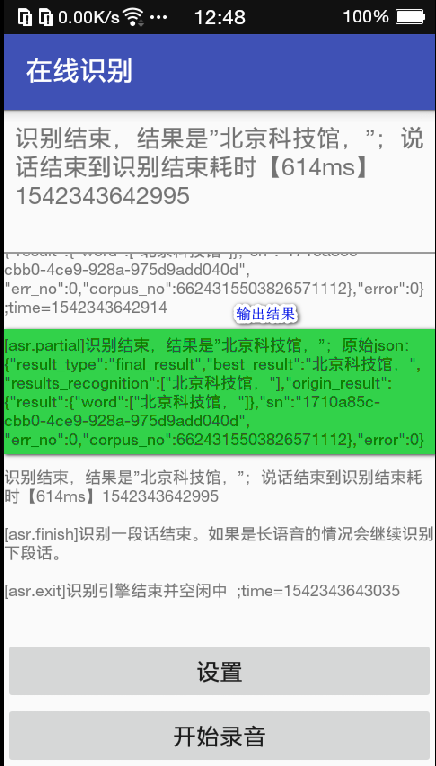 0.00K/s 12:48 100%
在线识别
识别结束，结果是”北京科技馆，”；说
话结束到识别结束耗时【614ms】
1542343642995
cbb0-4ce9-928a-975d9add040d",
"err_no":0,"corpus_no":6624315503826571112},"error":0}
;time=1542343642914
输出结果
[asr.partial]识别结束，结果是”北京科技馆，”；原始json:
{"result_type":"final_result","best_result":"北京科技馆，",
"results_recognition":["北京科技馆，"],"origin_result":
{"result":{"word":["北京科技馆，"]},"sn":"1710a85c-
cbb0-4ce9-928a-975d9add040d",
"err_no":0,"corpus_no":6624315503826571112},"error":0}
识别结束，结果是”北京科技馆，”；说话结束到识别结束耗
时【614ms】1542343642995
[asr.finish]识别一段话结束。如果是长语音的情况会继续识别
下段话。
[asr.exit]识别引擎结束并空闲中 ;time=1542343643035
设置
开始录音